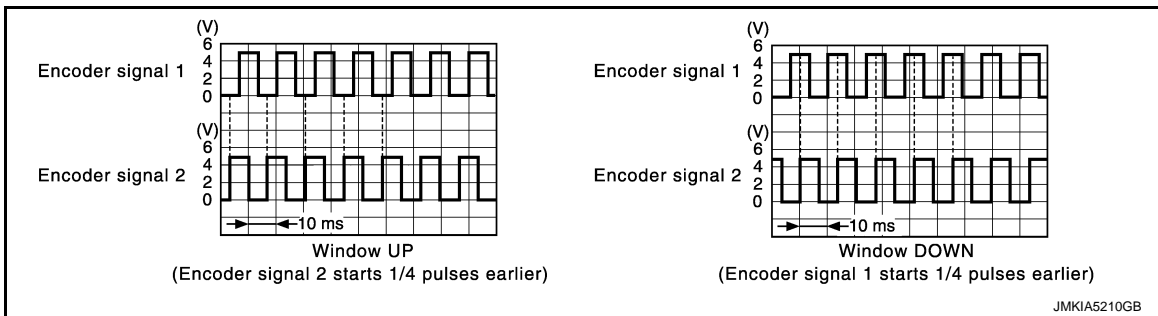 (V)
6
4
2
0
Encoder signal 1
(V)
6
4
2
0
Encoder signal 2
10 ms
Window UP
(Encoder signal 2 starts 1/4 pulses earlier)
(V)
6
4
2
0
Encoder signal 1
(V)
6
4
2
0
Encoder signal 2
10 ms
Window DOWN
(Encoder signal 1 starts 1/4 pulses earlier)
JMKIA5210GB